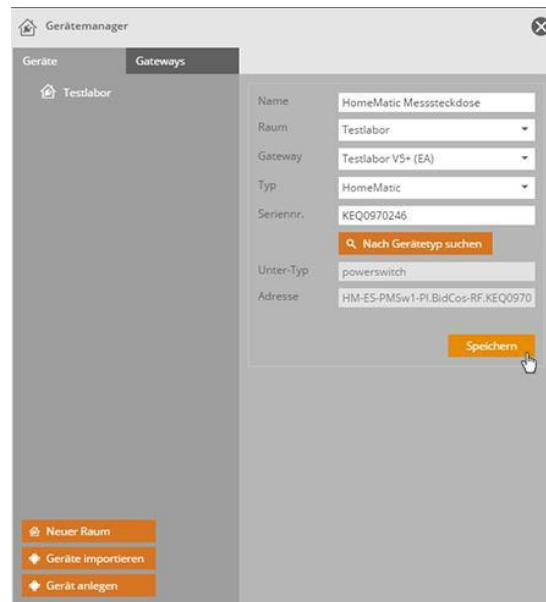 Gerätemanager
Geräte
Gateways
Testlabor
Name
HomeMatic Messsteckdose
Raum
Testlabor
Gateway
Testlabor V5+ (EA)
Typ
HomeMatic
Seriennr.
KEQ0970246
Nach Gerätetyp suchen
Unter-Typ
powerswitch
Adresse
HM-ES-PMSw1-Pl.BidCos-RF.KEQ0970
Speichern
Neuer Raum
Geräte importieren
Gerät anlegen